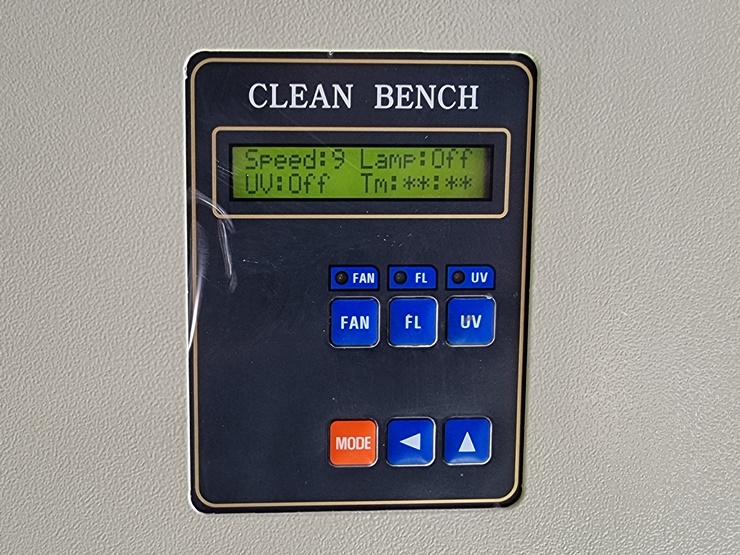 CLEAN BENCH
Speed:9 Lamp:Off
UV:Off Tm:**:**
FAN FL UV
FAN FL UV
MODE